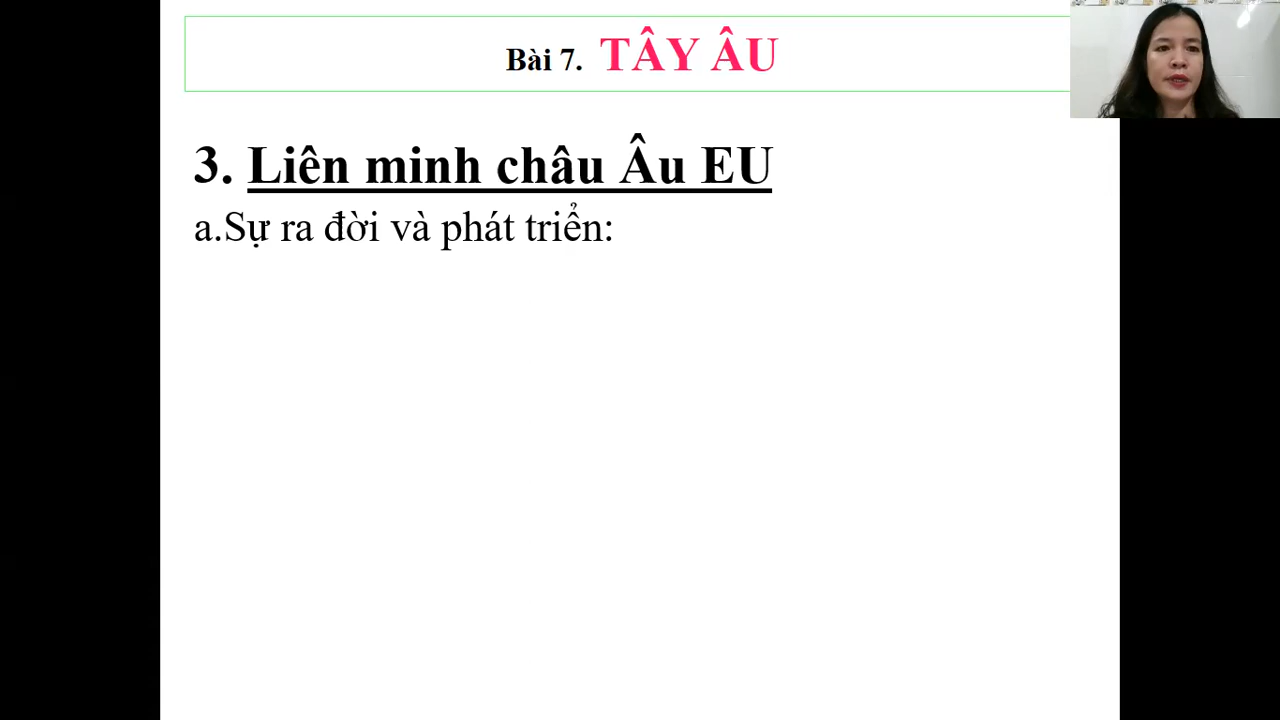 Bài 7. TÂY ÂU
3. Liên minh châu Âu EU
a.Sự ra đời và phát triển: